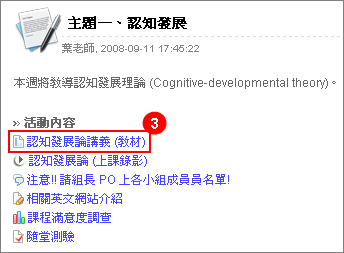 主題一、認知發展
葉老師, 2008-09-11 17:45:22
本週將教導認知發展理論 (Cognitive-developmental theory)。
» 活動內容
3
認知發展論講義 (教材)
認知發展論 (上課錄影)
注意!! 請組長 PO 上各小組成員員名單!
相關英文網站介紹
課程滿意度調查
隨堂測驗